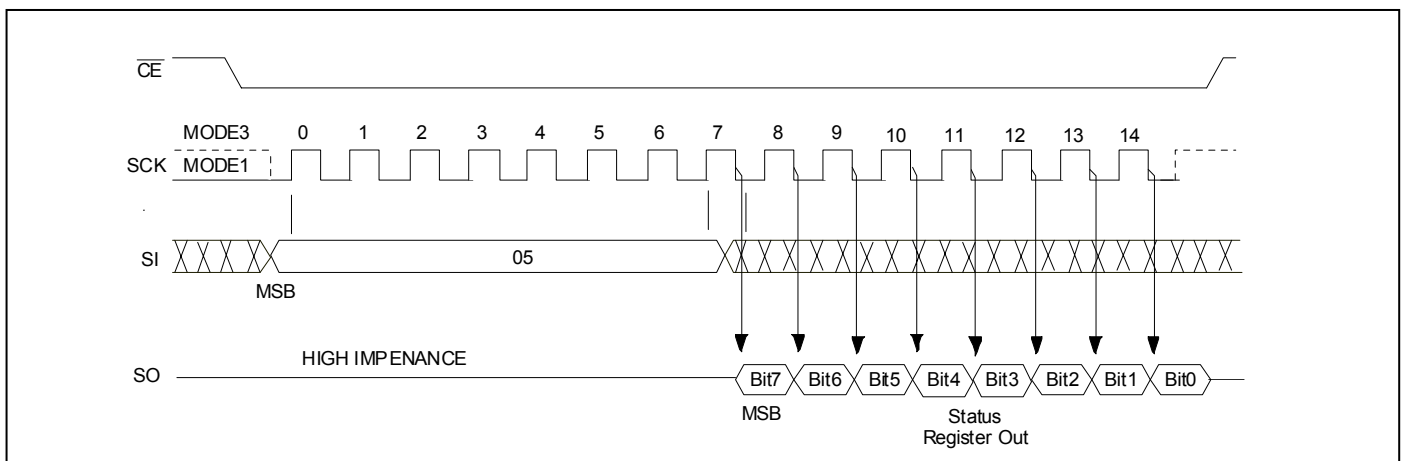 CE
MODE3 0 1 2 3 4 5 6 7 8 9 10 11 12 13 14
SCK MODE1
SI 05
MSB
HIGH IMPENANCE
SO Bit7 Bit6 Bit5 Bit4 Bit3 Bit2 Bit1 Bit0
MSB Status
Register Out